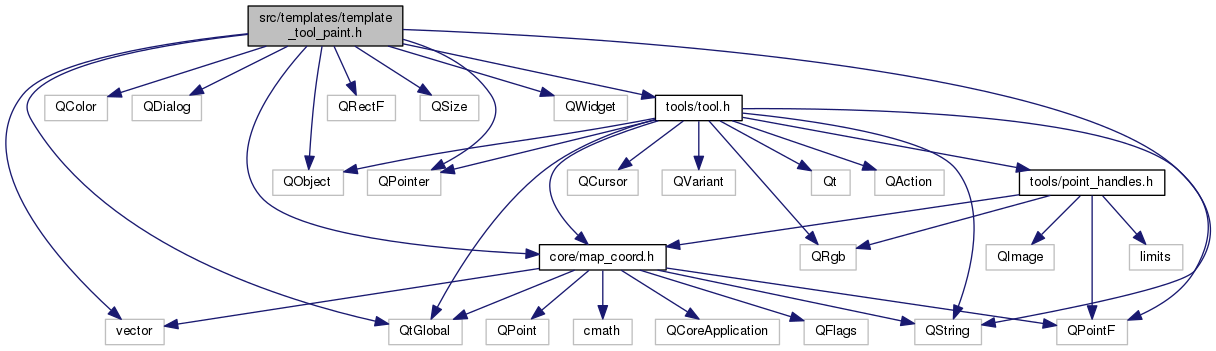 src/templates/template
_tool_paint.h
QColor
QDialog
QRectF
QSize
QWidget
tools/tool.h
QObject
QPointer
QCursor
QVariant
Qt
QAction
tools/point_handles.h
core/map_coord.h
QRgb
QImage
limits
vector
QtGlobal
QPoint
cmath
QCoreApplication
QFlags
QString
QPointF